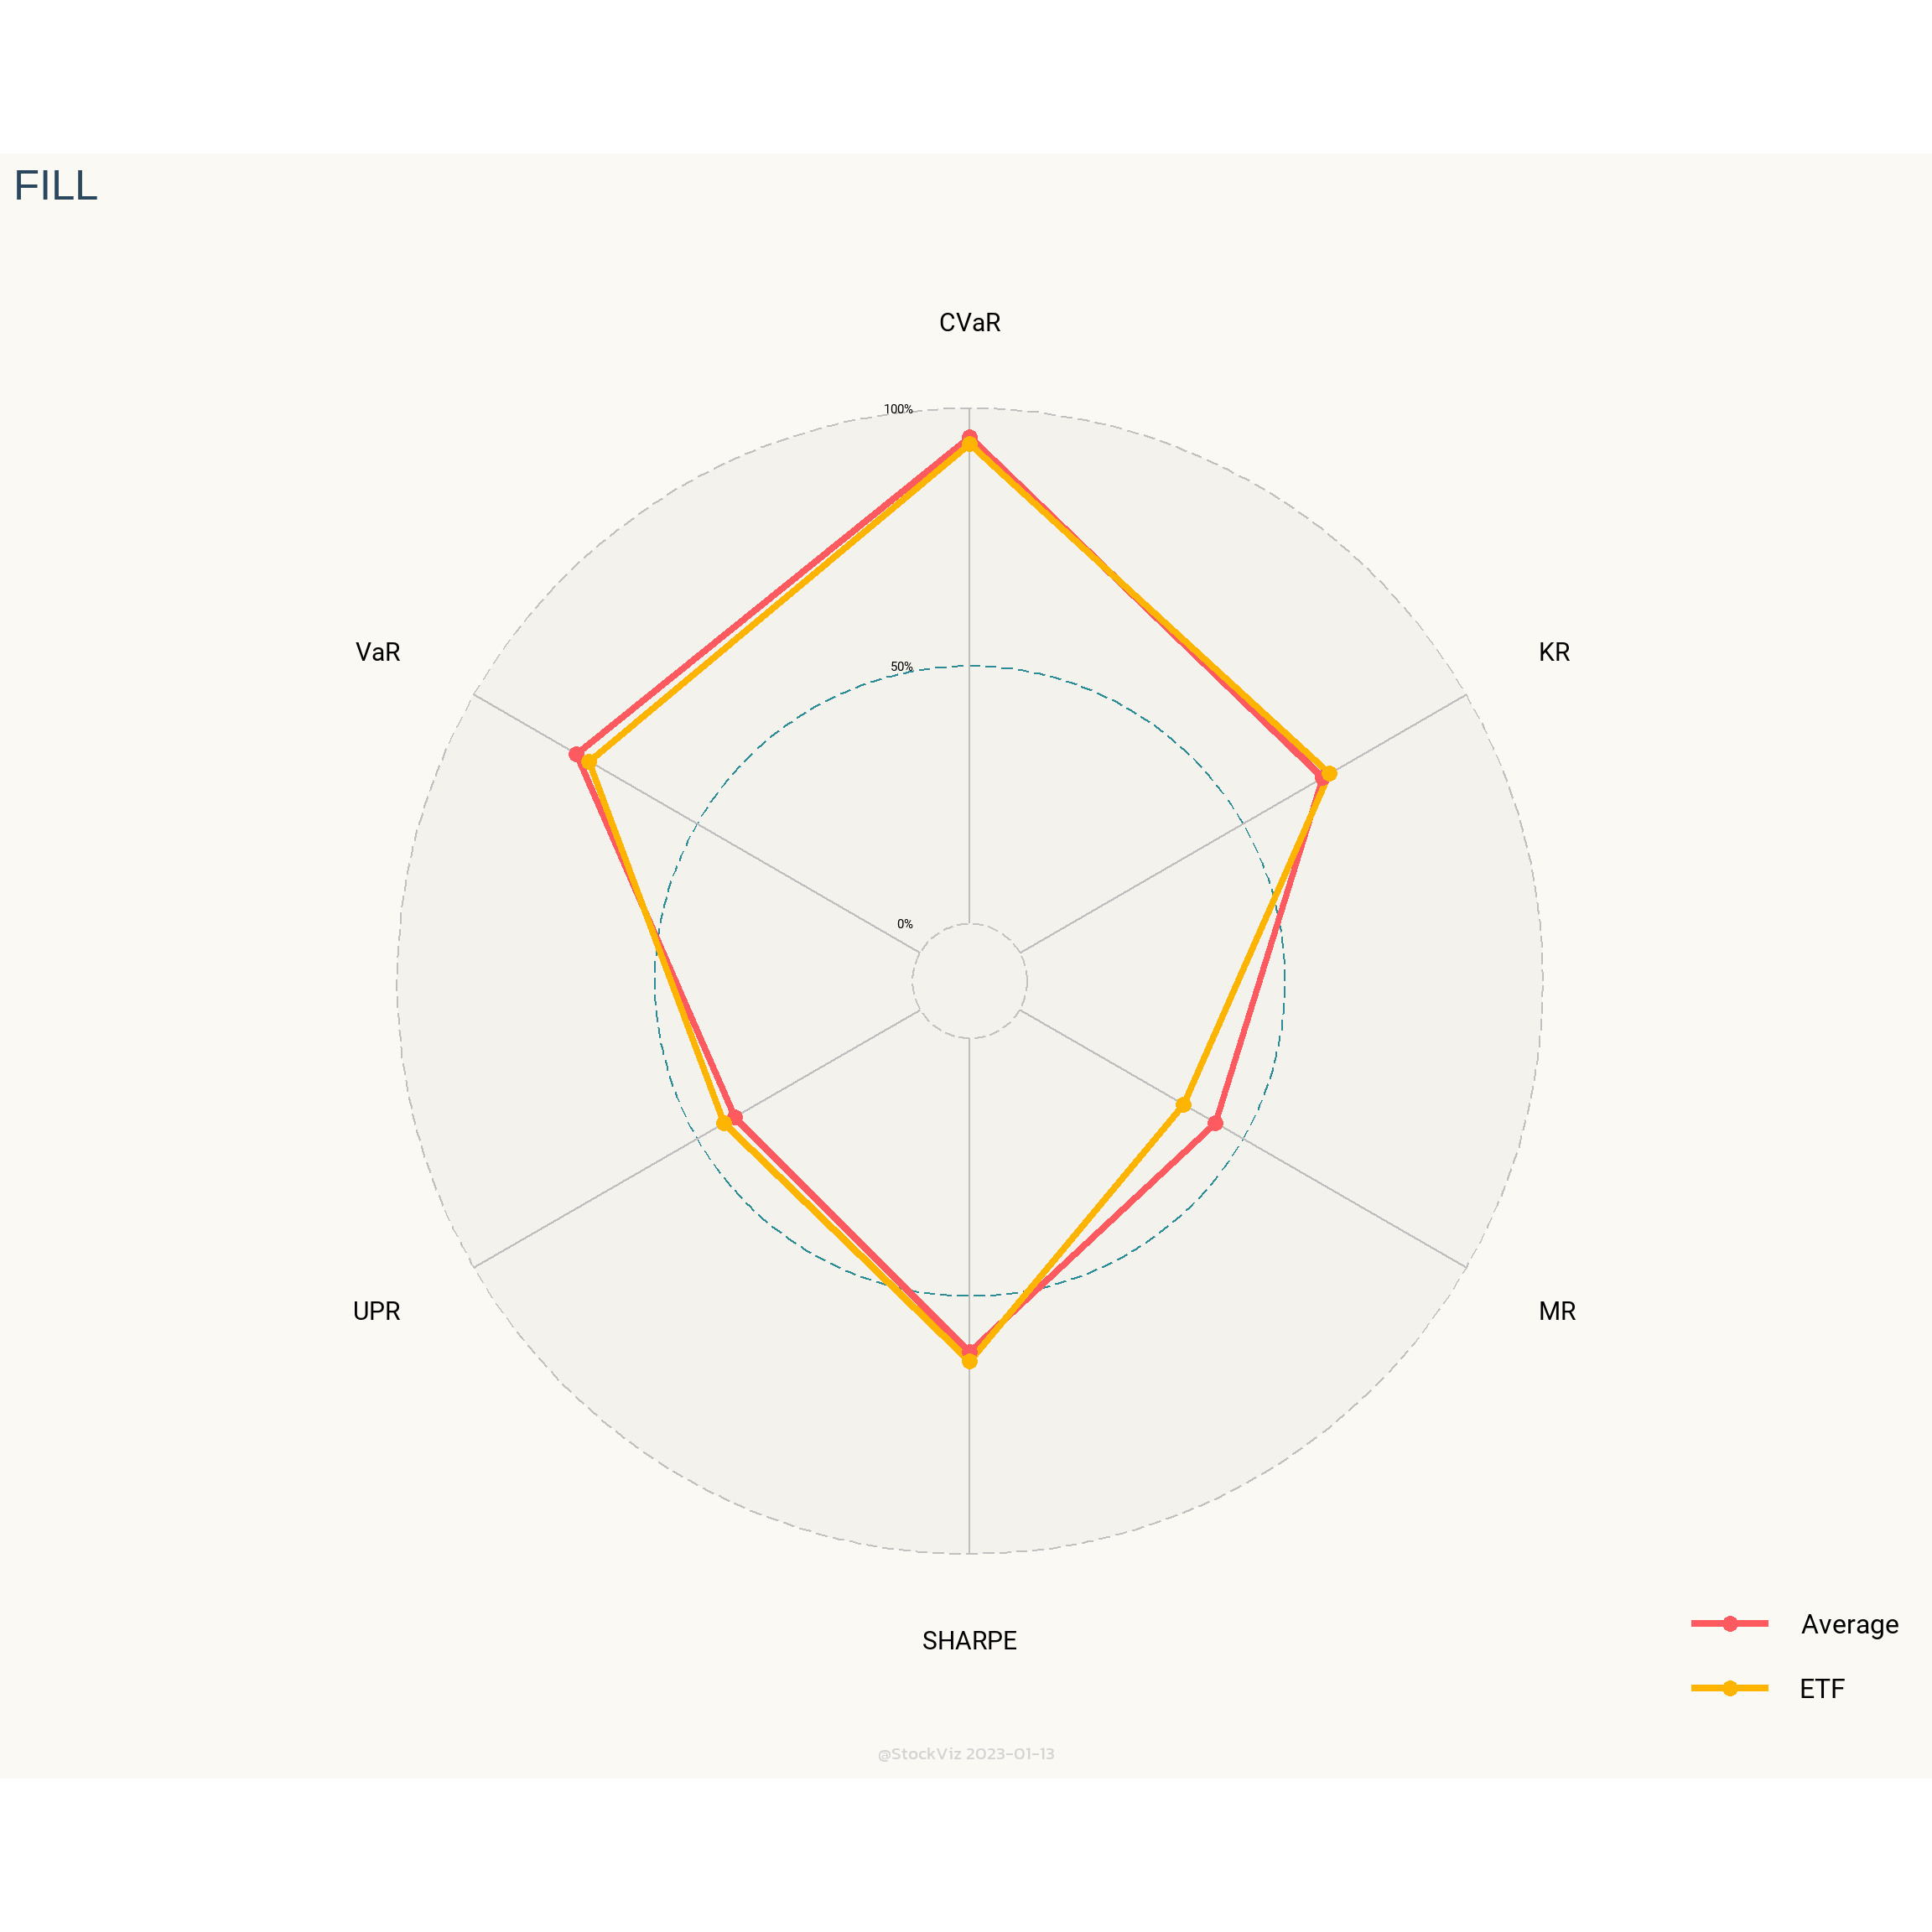 FILL
CVaR
100%
VaR
KR
50%
0%
UPR
MR
SHARPE
Average
ETF
@StockViz 2023-01-13